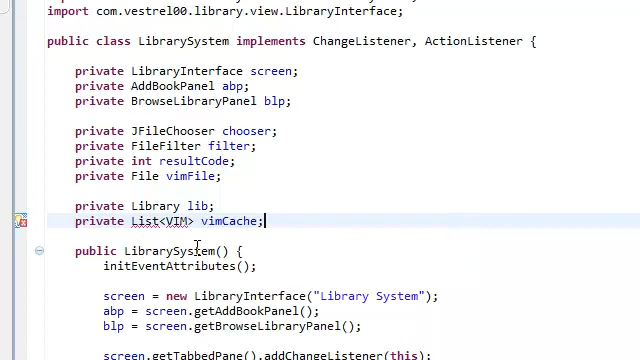 import com.vestrel00.library.view.LibraryInterface;
public class LibrarySystem implements ChangeListener, ActionListener {
private LibraryInterface screen;
private AddBookPanel abp;
private BrowseLibraryPanel blp;
private JFileChooser chooser;
private FileFilter filter;
private int resultCode;
private File vimFile;
private Library lib;
private List<VIM> vimCache;
public LibrarySystem() {
initEventAttributes();
screen = new LibraryInterface("Library System");
abp = screen.getAddBookPanel();
blp = screen.getBrowseLibraryPanel();
screen.getTabbedPane().addChangeListener(this);